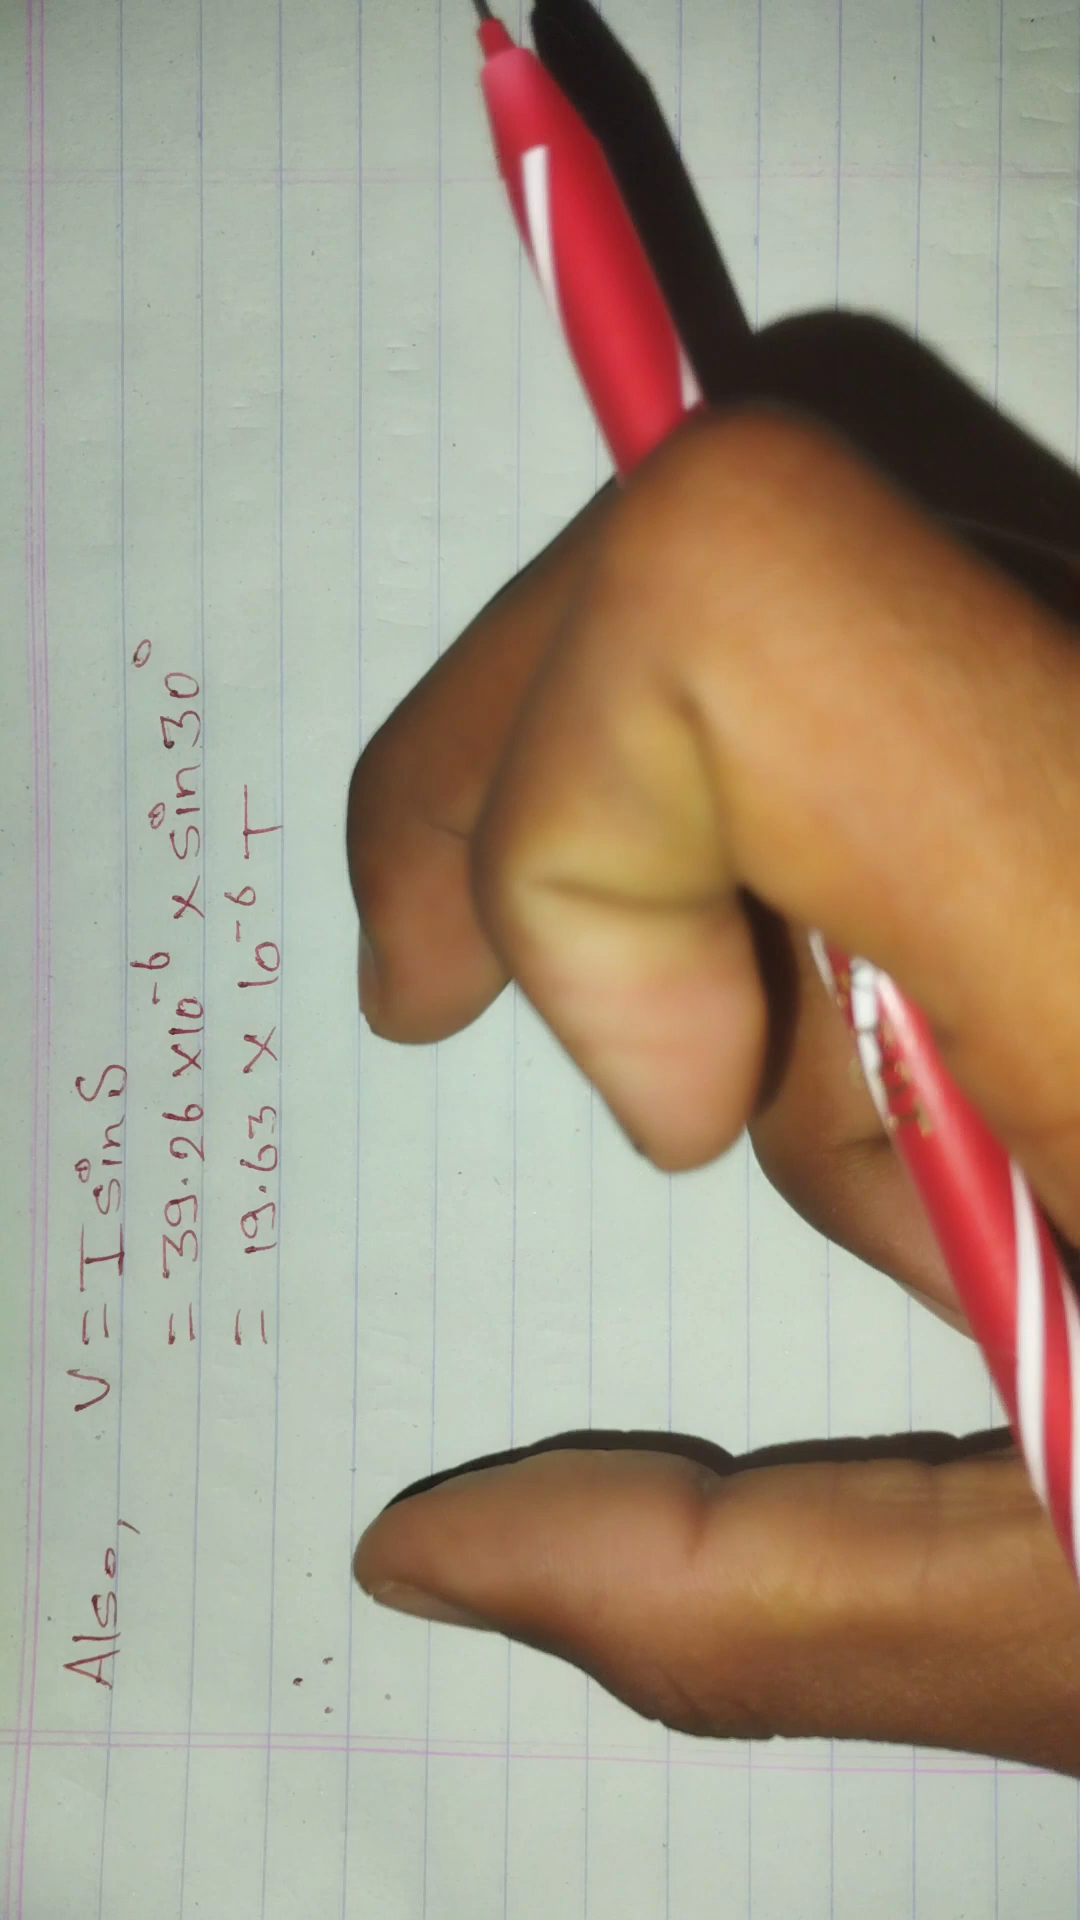 Also, V = I sin δ
= 39.26 × 10⁻⁶ × sin 30°
= 19.63 × 10⁻⁶ T
∴